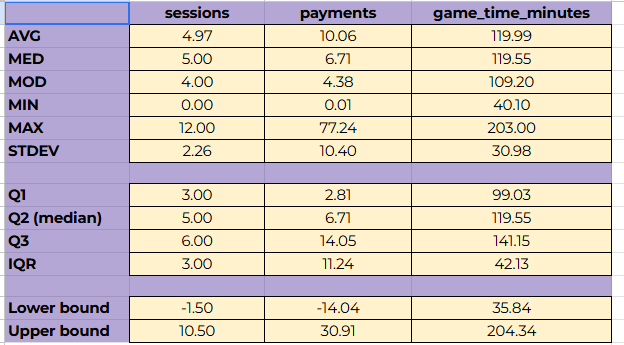 sessions payments game_time_minutes
AVG 4.97 10.06 119.99
MED 5.00 6.71 119.55
MOD 4.00 4.38 109.20
MIN 0.00 0.01 40.10
MAX 12.00 77.24 203.00
STDEV 2.26 10.40 30.98
Q1 3.00 2.81 99.03
Q2 (median) 5.00 6.71 119.55
Q3 6.00 14.05 141.15
IQR 3.00 11.24 42.13
Lower bound -1.50 -14.04 35.84
Upper bound 10.50 30.91 204.34